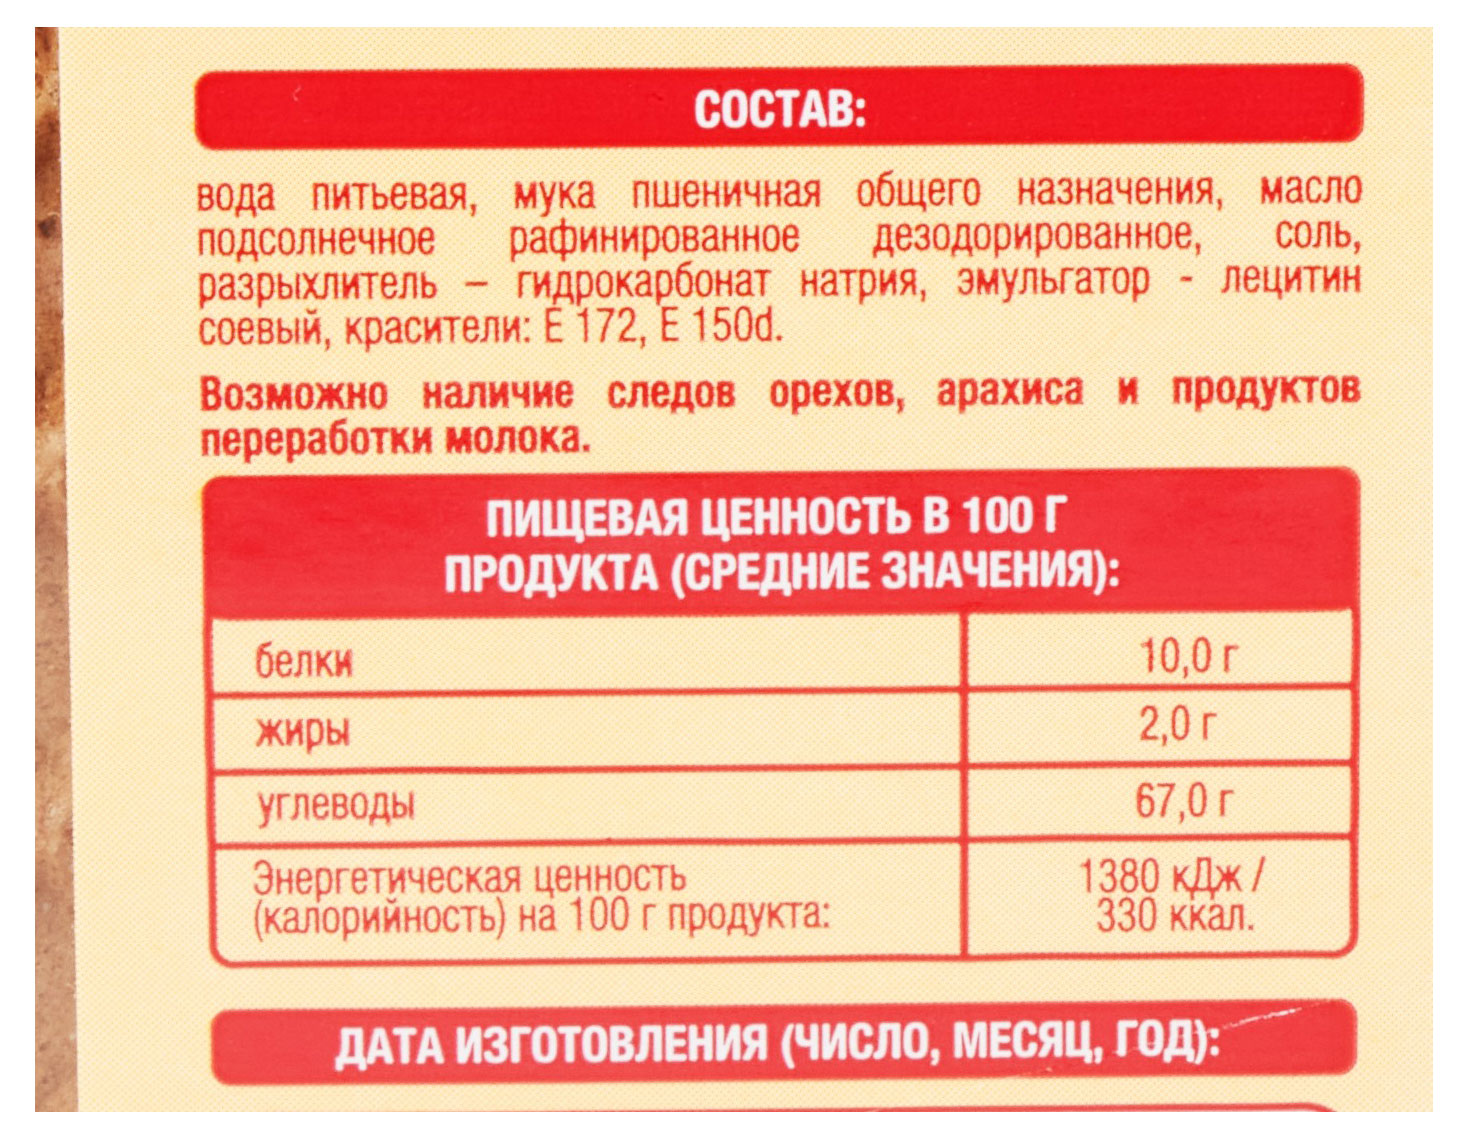 СОСТАВ:
вода питьевая, мука пшеничная общего назначения, масло
подсолнечное рафинированное дезодорированное, соль,
разрыхлитель – гидрокарбонат натрия, эмульгатор - лецитин
соевый, красители: Е 172, Е 150d.
Возможно наличие следов орехов, арахиса и продуктов
переработки молока.
ПИЩЕВАЯ ЦЕННОСТЬ В 100 Г
ПРОДУКТА (СРЕДНИЕ ЗНАЧЕНИЯ):
белки 10,0 г
жиры 2,0 г
углеводы 67,0 г
Энергетическая ценность 1380 кДж /
(калорийность) на 100 г продукта: 330 ккал.
ДАТА ИЗГОТОВЛЕНИЯ (ЧИСЛО, МЕСЯЦ, ГОД):